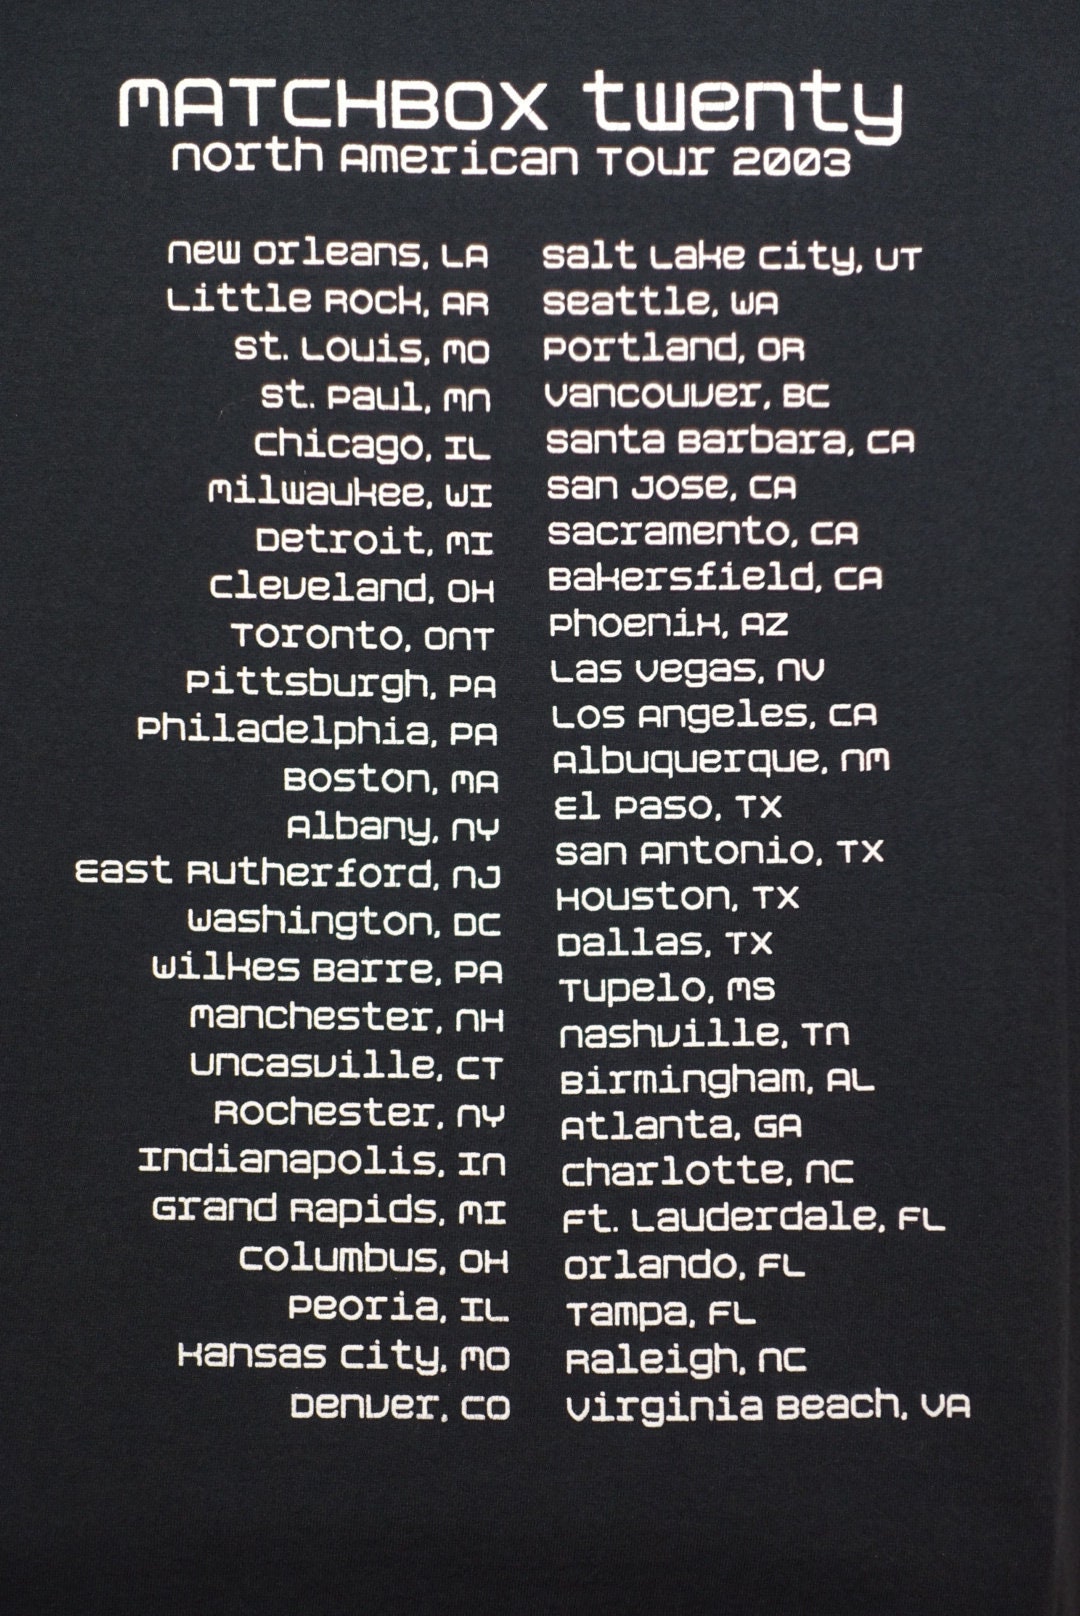 MATCHBOX twenty
north American Tour 2003
new orleans, LA
Little Rock, AR
st. Louis, MO
st. Paul, MN
Chicago, IL
Milwaukee, WI
Detroit, MI
Cleveland, OH
Toronto, ONT
Pittsburgh, PA
Philadelphia, PA
Boston, MA
Albany, NY
East Rutherford, NJ
Washington, DC
Wilkes Barre, PA
Manchester, NH
Uncasville, CT
Rochester, NY
Indianapolis, IN
Grand Rapids, MI
Columbus, OH
Peoria, IL
Kansas City, MO
Denver, CO
salt Lake City, UT
seattle, WA
Portland, OR
Vancouver, BC
santa Barbara, CA
san Jose, CA
sacramento, CA
Bakersfield, CA
Phoenix, AZ
Las Vegas, NV
Los Angeles, CA
Albuquerque, NM
El Paso, TX
san Antonio, TX
Houston, TX
Dallas, TX
Tupelo, MS
nashville, TN
Birmingham, AL
Atlanta, GA
Charlotte, NC
Ft. Lauderdale, FL
orlando, FL
Tampa, FL
Raleigh, NC
Virginia Beach, VA